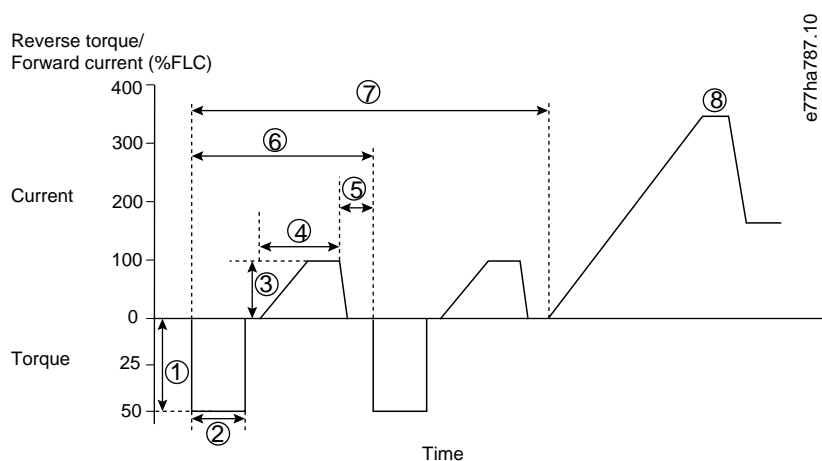 Reverse torque/
Forward current (%FLC)
e77ha787.10
400
300
200
100
0
25
50
Current
Torque
⑦
⑧
⑥
⑤
④
③
①
②
Time